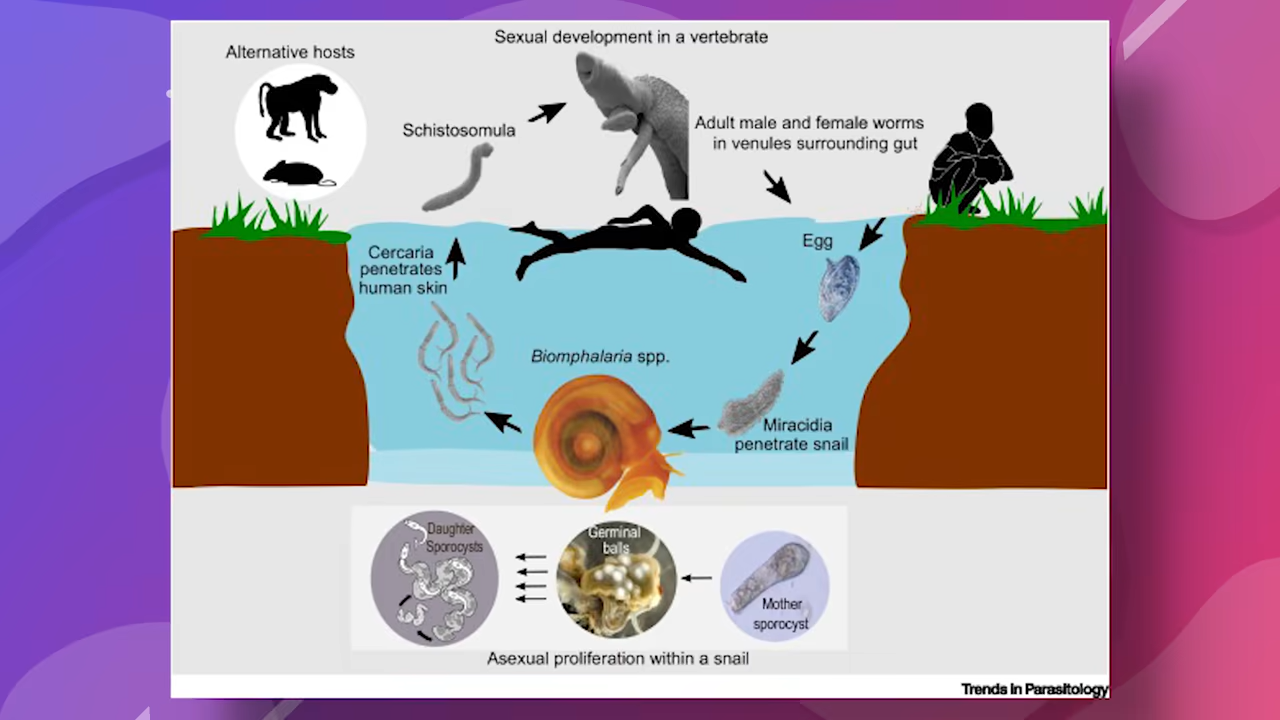 Sexual development in a vertebrate
Alternative hosts
Schistosomula
Adult male and female worms
in venules surrounding gut
Egg
Cercaria
penetrates
human skin
Biomphalaria spp.
Miracidia
penetrate snail
Daughter
Sporocysts
Germinal
balls
Mother
sporocyst
Asexual proliferation within a snail
Trends in Parasitology